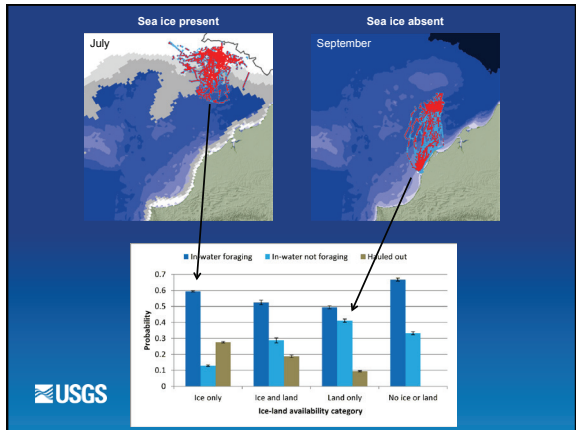 Sea ice present
Sea ice absent
July
September
In-water foraging In-water not foraging Hauled out
Probability
0.7
0.6
0.5
0.4
0.3
0.2
0.1
0
Ice only Ice and land Land only No ice or land
Ice-land availability category
USGS